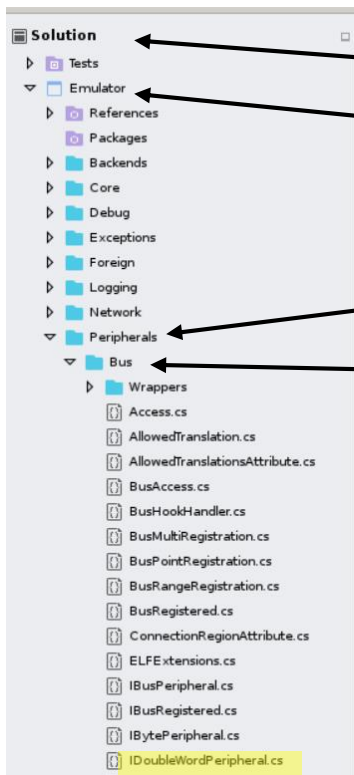 Solution
Tests
Emulator
References
Packages
Backends
Core
Debug
Exceptions
Foreign
Logging
Network
Peripherals
Bus
Wrappers
Access.cs
AllowedTranslation.cs
AllowedTranslationsAttribute.cs
BusAccess.cs
BusHookHandler.cs
BusMultiRegistration.cs
BusPointRegistration.cs
BusRangeRegistration.cs
BusRegistered.cs
ConnectionRegionAttribute.cs
ELFExtensions.cs
IBusPeripheral.cs
IBusRegistered.cs
IBytePeripheral.cs
IDoubleWordPeripheral.cs